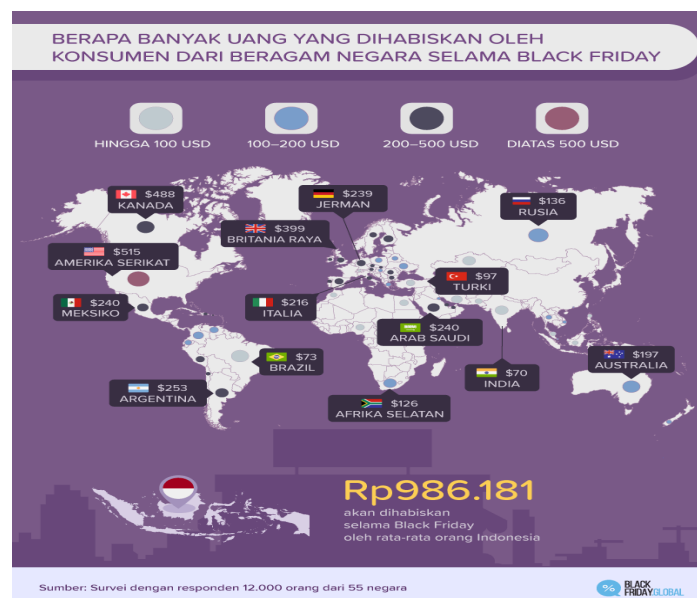 BERAPA BANYAK UANG YANG DIHABISKAN OLEH
KONSUMEN DARI BERAGAM NEGARA SELAMA BLACK FRIDAY
HINGGA 100 USD
100–200 USD
200–500 USD
DIATAS 500 USD
$488
KANADA
$239
JERMAN
$136
RUSIA
$399
BRITANIA RAYA
$515
AMERIKA SERIKAT
$97
TURKI
$240
MEKSIKO
$216
ITALIA
$240
ARAB SAUDI
$73
BRAZIL
$70
INDIA
$197
AUSTRALIA
$253
ARGENTINA
$126
AFRIKA SELATAN
Rp986.181
akan dihabiskan
selama Black Friday
oleh rata-rata orang Indonesia
Sumber: Survei dengan responden 12.000 orang dari 55 negara
%
BLACK
FRIDAY.GLOBAL